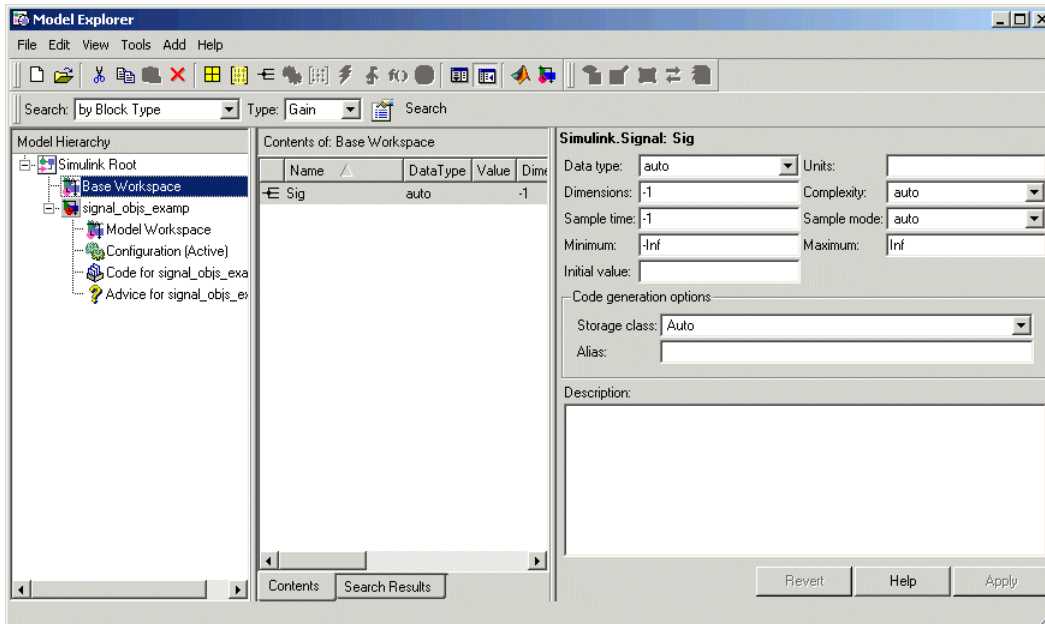 Model Explorer
File Edit View Tools Add Help
Search: by Block Type Type: Gain Search
Model Hierarchy
Simulink Root
Base Workspace
signal_objs_examp
Model Workspace
Configuration (Active)
Code for signal_objs_exa
Advice for signal_objs_e
Contents of: Base Workspace
Name DataType Value Dime
Sig auto -1
Contents Search Results
Simulink.Signal: Sig
Data type: auto Units:
Dimensions: -1 Complexity: auto
Sample time: -1 Sample mode: auto
Minimum: -Inf Maximum: Inf
Initial value:
Code generation options
Storage class: Auto
Alias:
Description:
Revert Help Apply